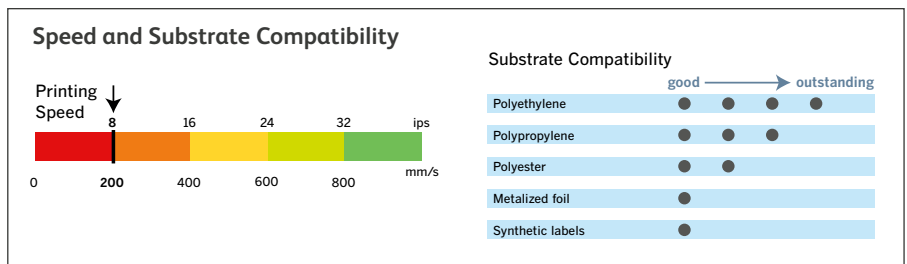 Speed and Substrate Compatibility
Printing
Speed
8 16 24 32 ips
mm/s
0 200 400 600 800
Substrate Compatibility
good outstanding
Polyethylene
Polypropylene
Polyester
Metalized foil
Synthetic labels